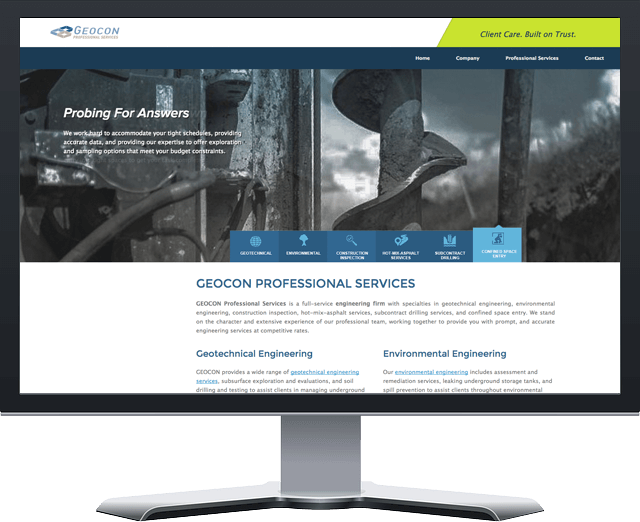 GEOCON
PROFESSIONAL SERVICES
Client Care. Built on Trust.
Home Company Professional Services Contact
Probing For Answers
We work hard to accommodate your tight schedules, providing
accurate data, and providing our expertise to offer exploration
and sampling options that meet your budget constraints.
GEOTECHNICAL
ENVIRONMENTAL
CONSTRUCTION
INSPECTION
HOT-MIX-ASPHALT
SERVICES
SUBCONTRACT
DRILLING
CONFINED SPACE
ENTRY
GEOCON PROFESSIONAL SERVICES
GEOCON Professional Services is a full-service engineering firm with specialties in geotechnical engineering, environmental
engineering, construction inspection, hot-mix-asphalt services, subcontract drilling services, and confined space entry. We stand
on the character and extensive experience of our professional team, working together to provide you with prompt, and accurate
engineering services at competitive rates.
Geotechnical Engineering
GEOCON provides a wide range of geotechnical engineering
services, subsurface exploration and evaluations, and soil
drilling and testing to assist clients in managing underground
Environmental Engineering
Our environmental engineering includes assessment and
remediation services, leaking underground storage tanks, and
spill prevention to assist clients throughout environmental